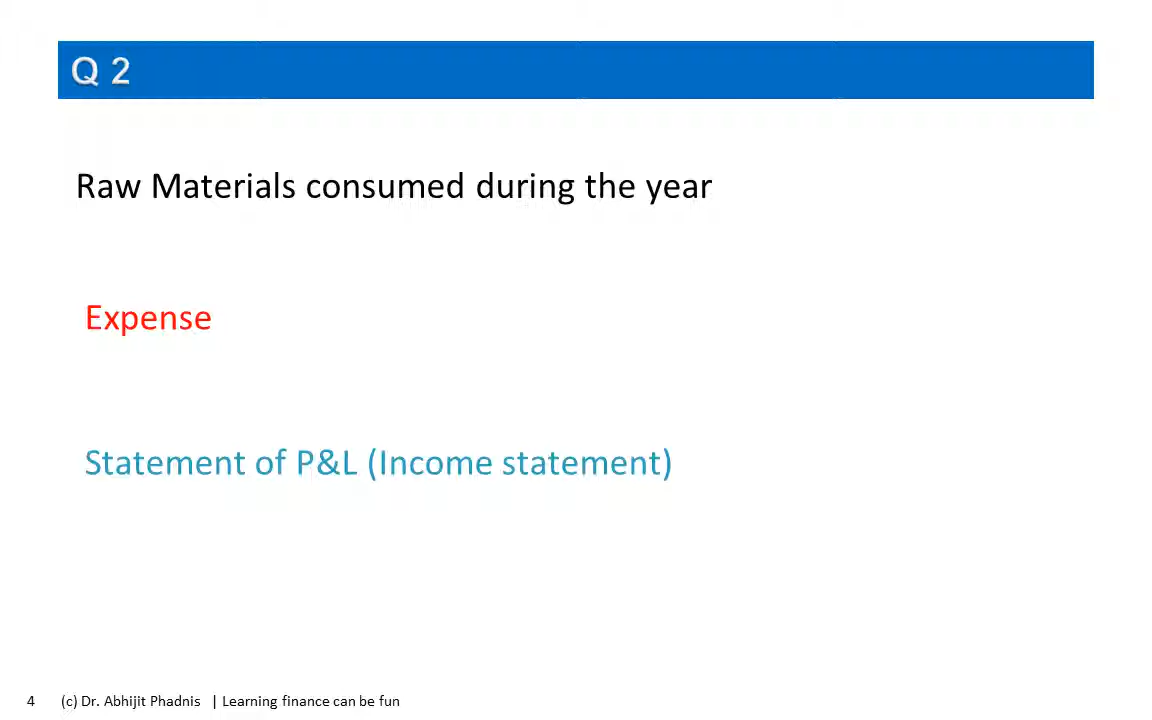 Q 2
Raw Materials consumed during the year
Expense
Statement of P&L (Income statement)
4 (c) Dr. Abhijit Phadnis | Learning finance can be fun